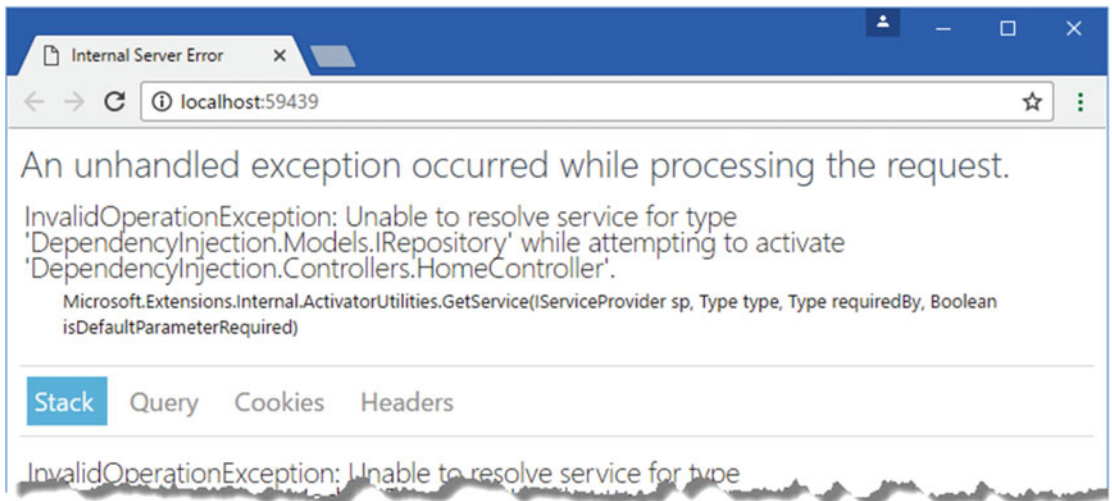 Internal Server Error
localhost:59439
An unhandled exception occurred while processing the request.
InvalidOperationException: Unable to resolve service for type
'DependencyInjection.Models.IRepository' while attempting to activate
'DependencyInjection.Controllers.HomeController'.
Microsoft.Extensions.Internal.ActivatorUtilities.GetService(IServiceProvider sp, Type type, Type requiredBy, Boolean
isDefaultParameterRequired)
Stack Query Cookies Headers
InvalidOperationException: Unable to resolve service for type